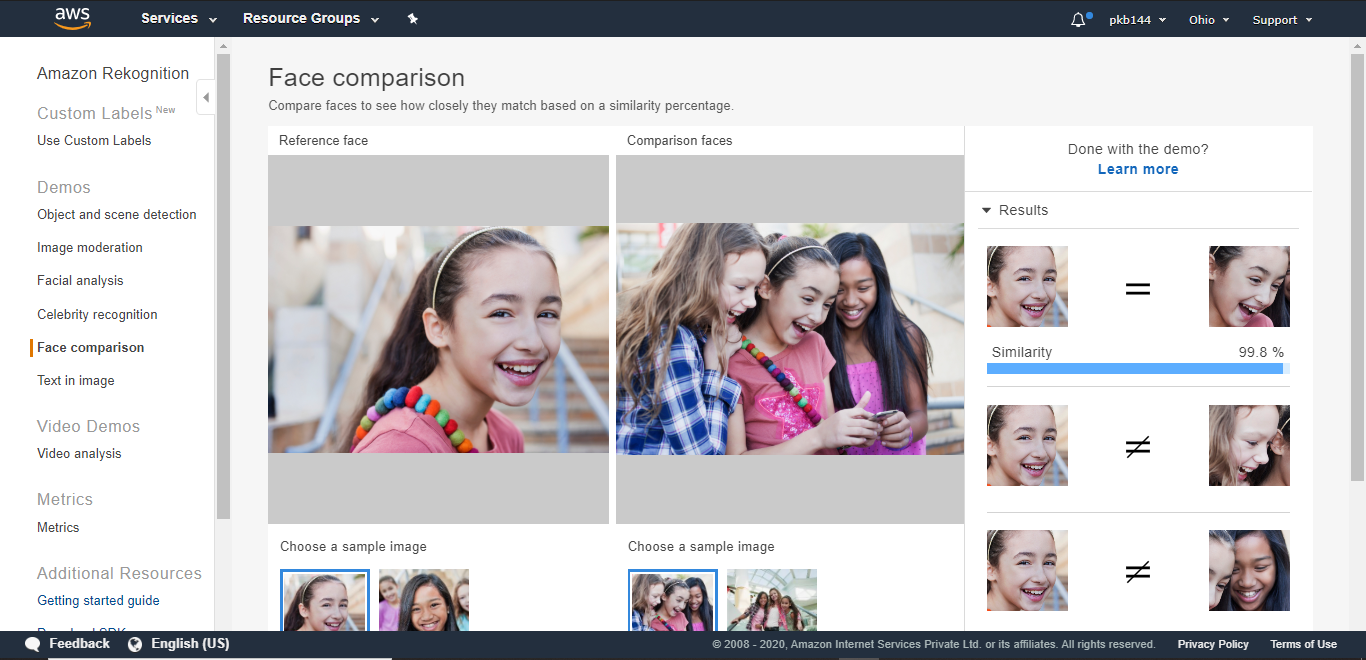 aws
Services
Resource Groups
pkb144
Ohio
Support
Amazon Rekognition
Custom Labels New
Use Custom Labels
Demos
Object and scene detection
Image moderation
Facial analysis
Celebrity recognition
Face comparison
Text in image
Video Demos
Video analysis
Metrics
Metrics
Additional Resources
Getting started guide
Face comparison
Compare faces to see how closely they match based on a similarity percentage.
Reference face
Comparison faces
Choose a sample image
Choose a sample image
Done with the demo?
Learn more
Results
=
Similarity 99.8 %
≠
≠
Feedback
English (US)
© 2008 - 2020, Amazon Internet Services Private Ltd. or its affiliates. All rights reserved.
Privacy Policy
Terms of Use